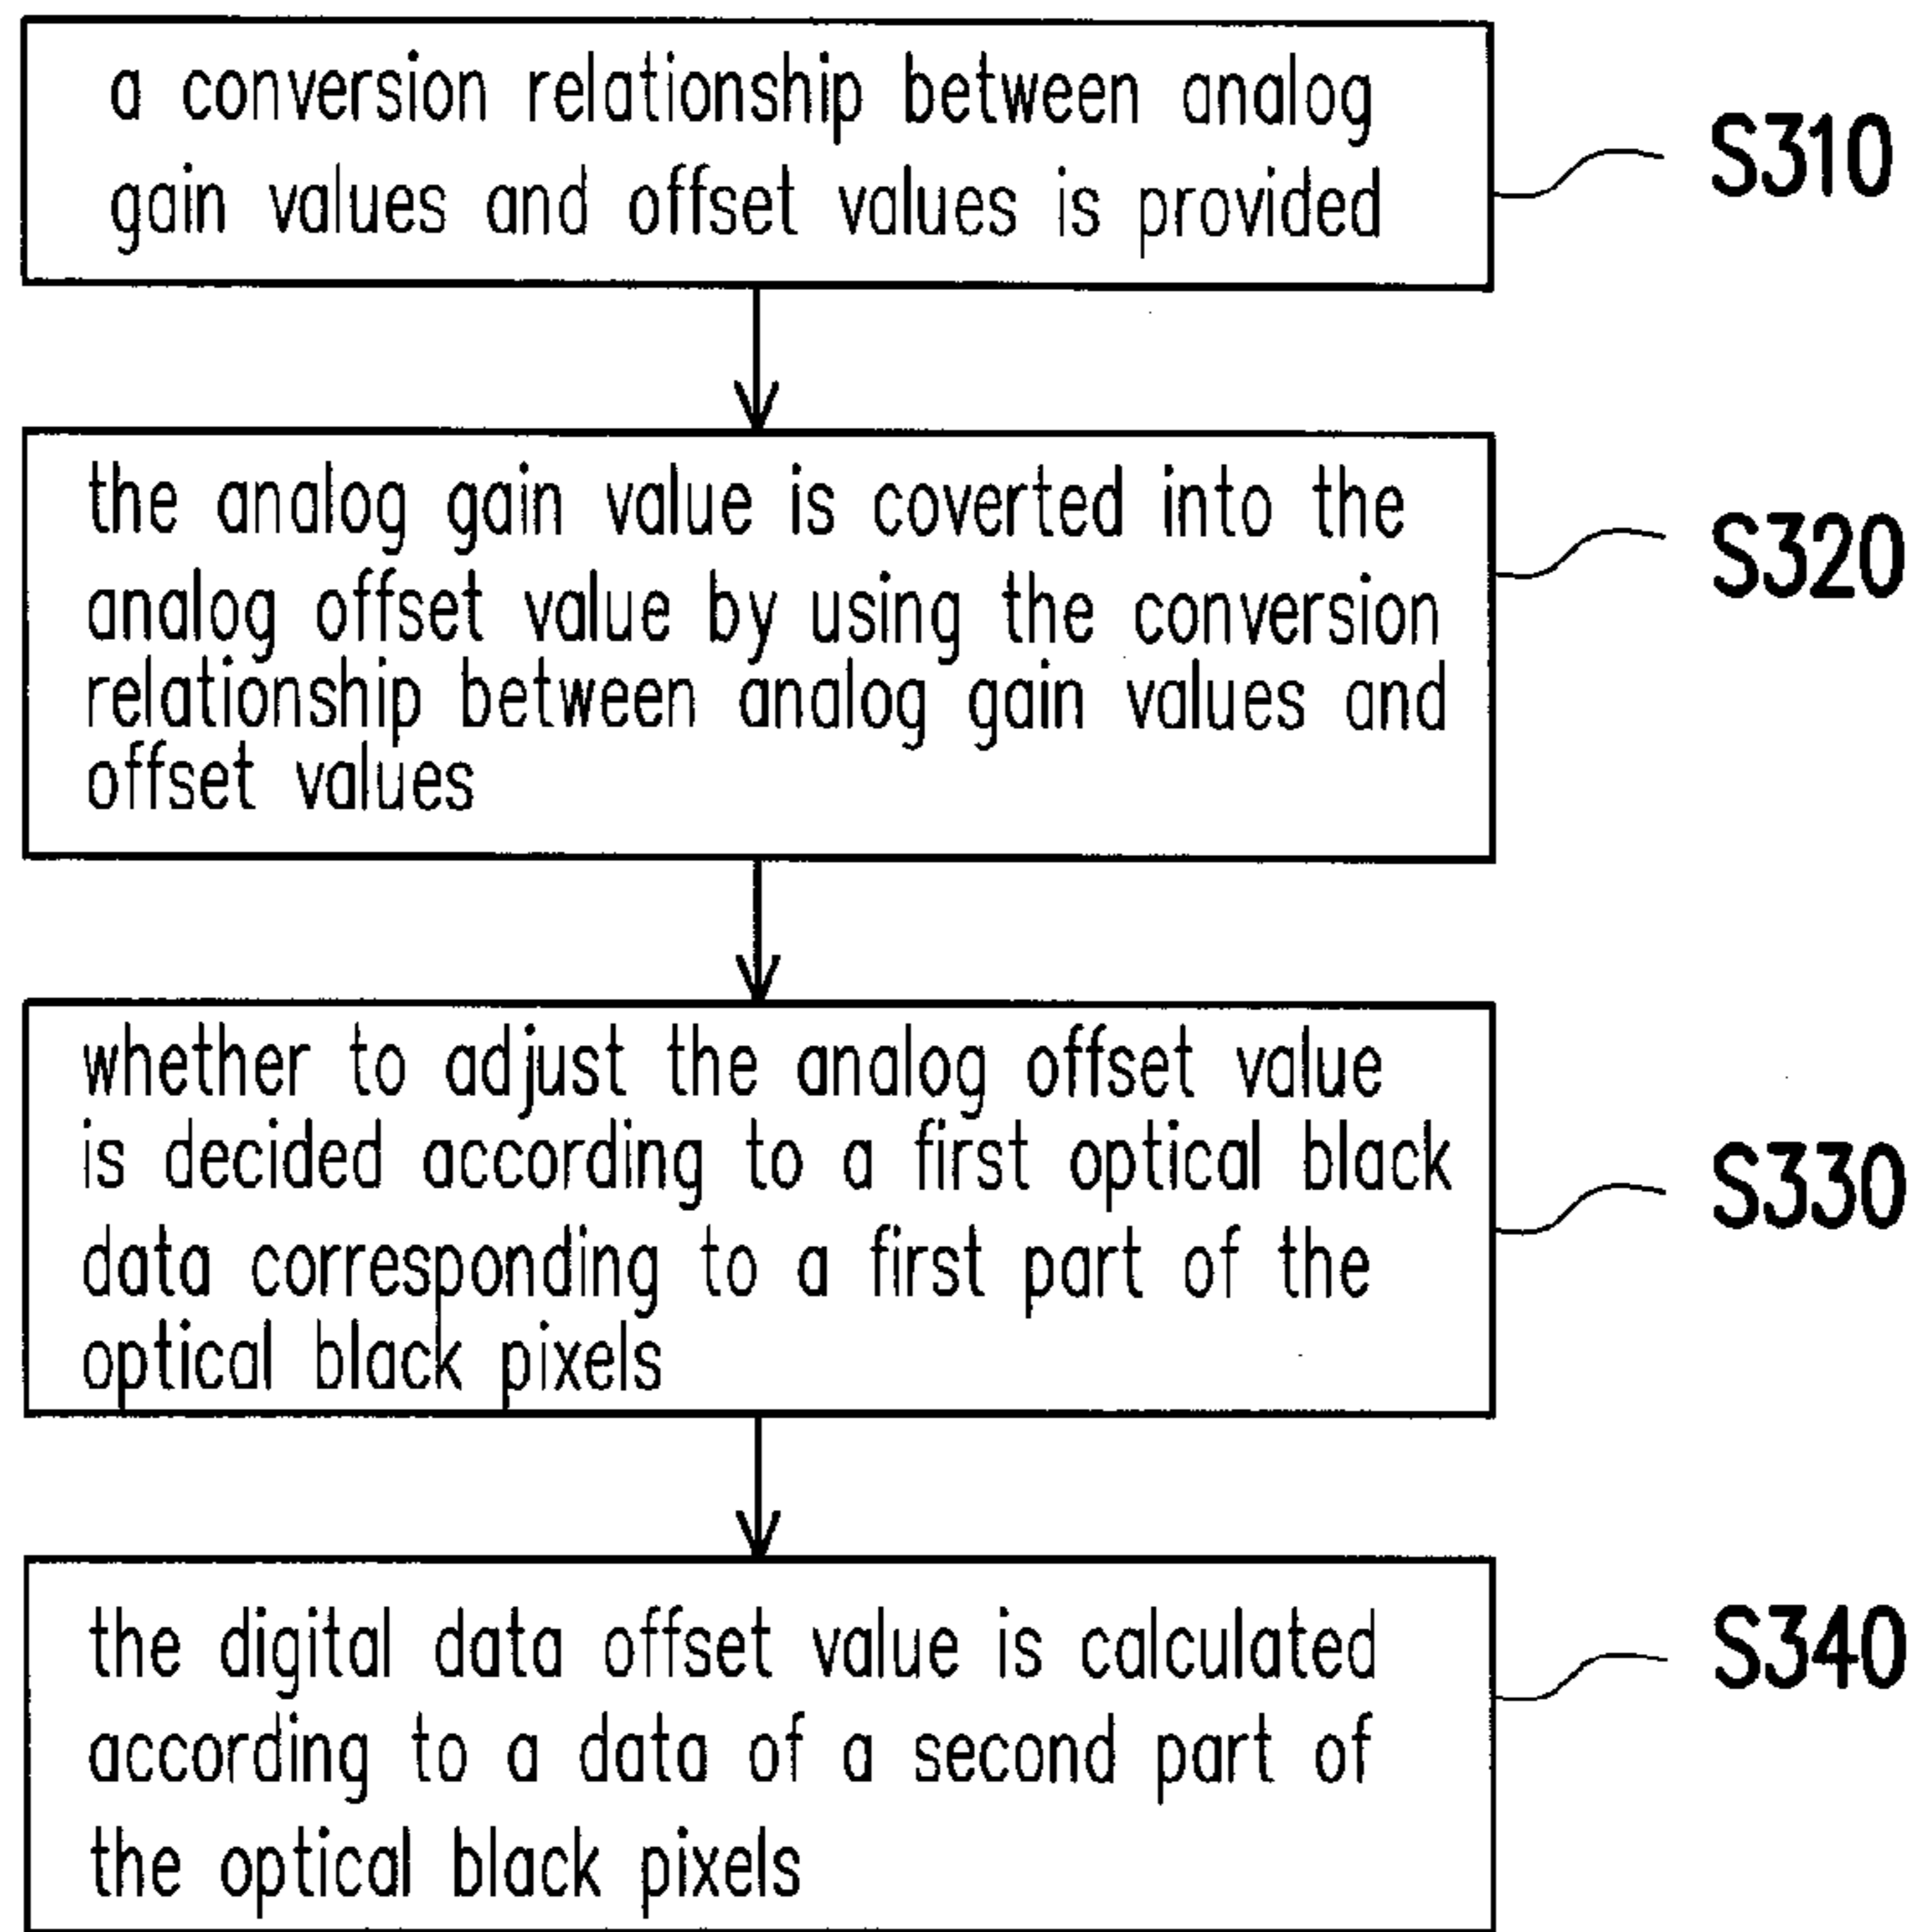 a conversion relationship between analog
gain values and offset values is provided
S310
the analog gain value is coverted into the
analog offset value by using the conversion
relationship between analog gain values and
offset values
S320
whether to adjust the analog offset value
is decided according to a first optical black
data corresponding to a first part of the
optical black pixels
S330
the digital data offset value is calculated
according to a data of a second part of
the optical black pixels
S340